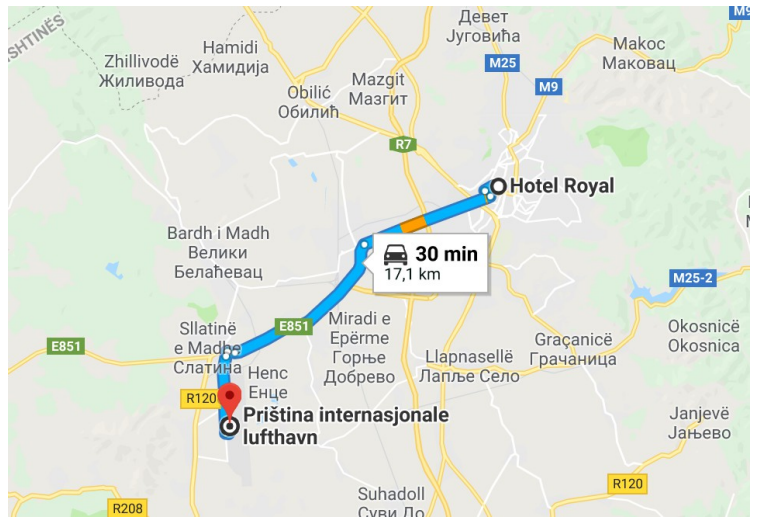 Девет
Југовића
M9
SHTINËS
Hamidi
Хамидија
Zhillivodë
Жиливода
Makoc
Маковац
M25
Mazgit
Мазгит
Obilić
Обилић
M9
R7
Hotel Royal
Bardh i Madh
Велики
Белаћевац
30 min
17,1 km
M25-2
E851
Sllatinë
e Madhe
Слатина
E851
Miradi e
Epërme
Горње
Добрево
Graçanicë
Грачаница
Okosnicë
Okosnica
Llapnasellë
Лапље Село
Henc
Енце
R120
Priština internasjonale
lufthavn
Janjevë
Јањево
R120
Suhadoll
Суви До
R208